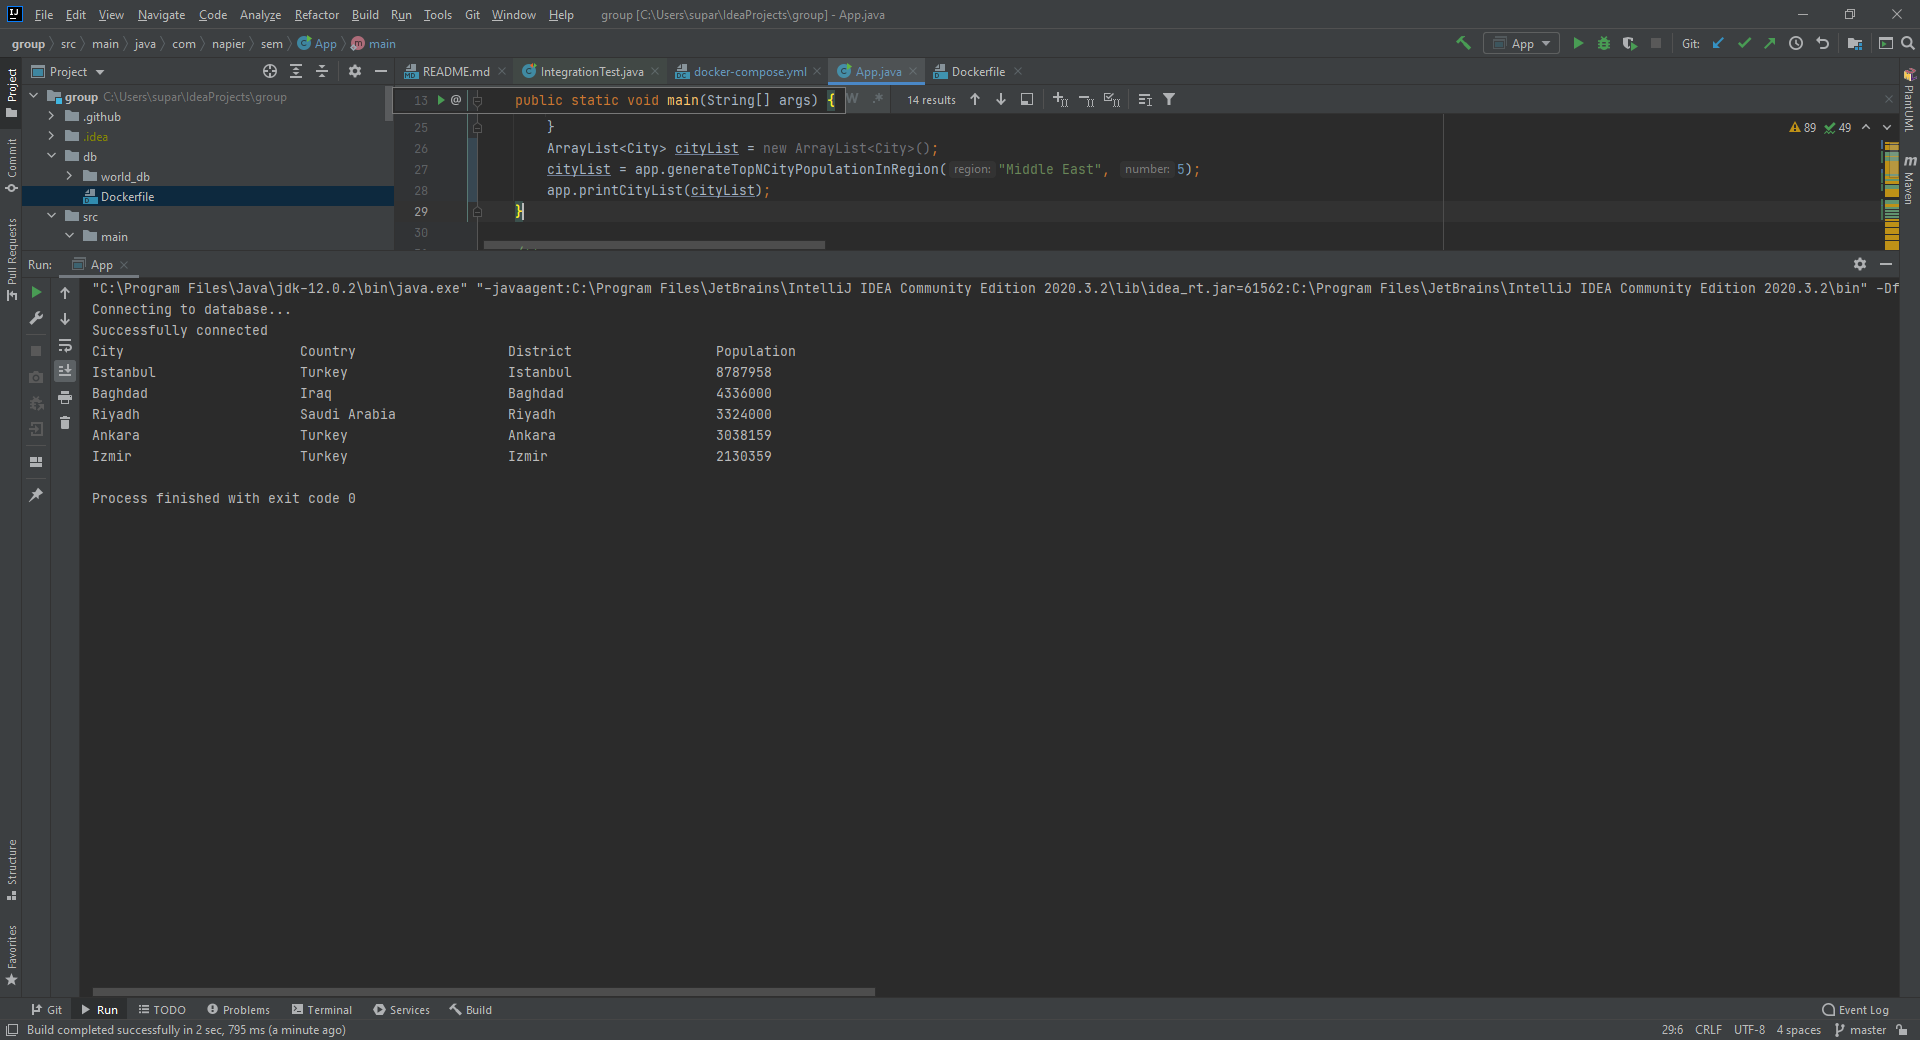 File Edit View Navigate Code Analyze Refactor Build Run Tools Git Window Help group [C:\Users\supar\IdeaProjects\group] - App.java
group src main java com napier sem App main
App Git:
Project README.md IntegrationTest.java docker-compose.yml App.java Dockerfile
group C:\Users\supar\IdeaProjects\group
.github
.idea
db
world_db
Dockerfile
src
main
13 @ public static void main(String[] args) { W .* 14 results
25 }
89 49
26 ArrayList<City> cityList = new ArrayList<City>();
27 cityList = app.generateTopNCityPopulationInRegion( region: "Middle East", number: 5);
28 app.printCityList(cityList);
29 }
30
Run: App
"C:\Program Files\Java\jdk-12.0.2\bin\java.exe" "-javaagent:C:\Program Files\JetBrains\IntelliJ IDEA Community Edition 2020.3.2\lib\idea_rt.jar=61562:C:\Program Files\JetBrains\IntelliJ IDEA Community Edition 2020.3.2\bin" -Df
Connecting to database...
Successfully connected
City Country District Population
Istanbul Turkey Istanbul 8787958
Baghdad Iraq Baghdad 4336000
Riyadh Saudi Arabia Riyadh 3324000
Ankara Turkey Ankara 3038159
Izmir Turkey Izmir 2130359
Process finished with exit code 0
Project
Commit
Pull Requests
Structure
Favorites
PlantUML
m Maven
Git Run TODO Problems Terminal Services Build Event Log
Build completed successfully in 2 sec, 795 ms (a minute ago) 29:6 CRLF UTF-8 4 spaces master